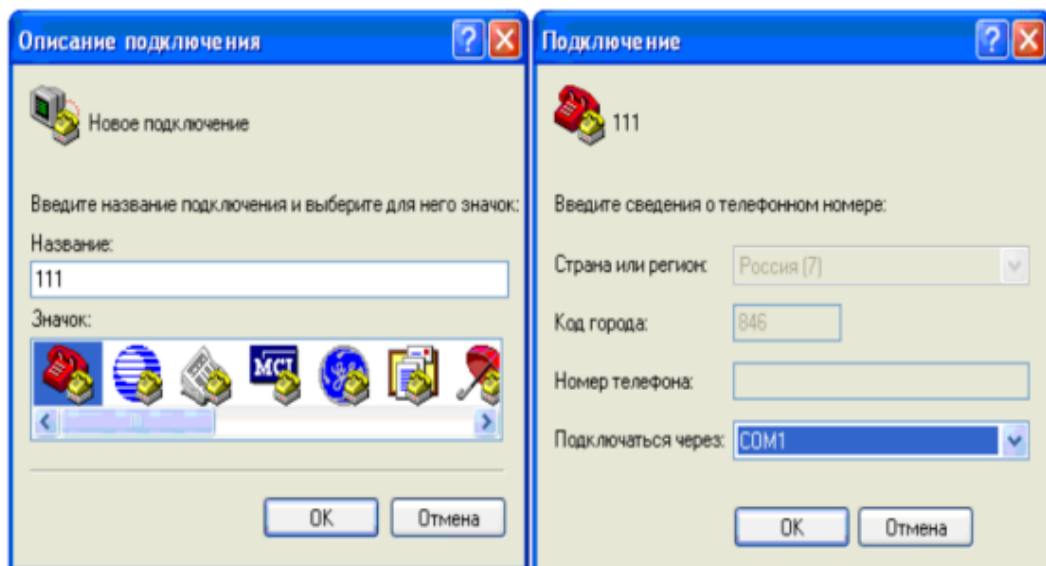 Описание подключения
Новое подключение
Введите название подключения и выберите для него значок:
Название:
111
Значок:
MCI
OK
Отмена
Подключение
111
Введите сведения о телефонном номере:
Страна или регион:
Россия (7)
Код города:
846
Номер телефона:
Подключаться через:
COM1
OK
Отмена